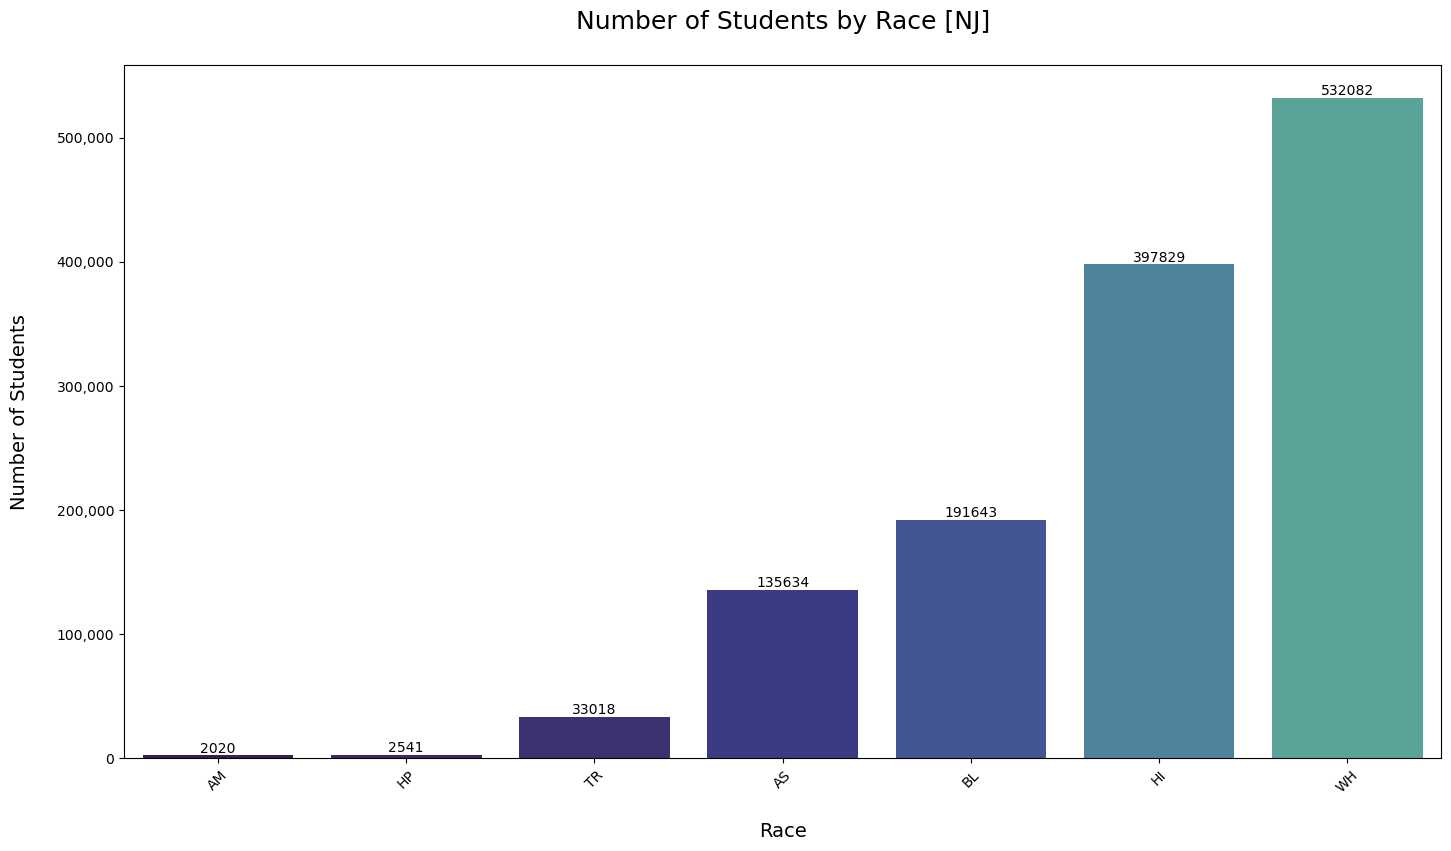 Number of Students by Race [NJ]
Number of Students
500,000
400,000
300,000
200,000
100,000
0
2020
2541
33018
135634
191643
397829
532082
AM
HP
TR
AS
BL
HI
WH
Race